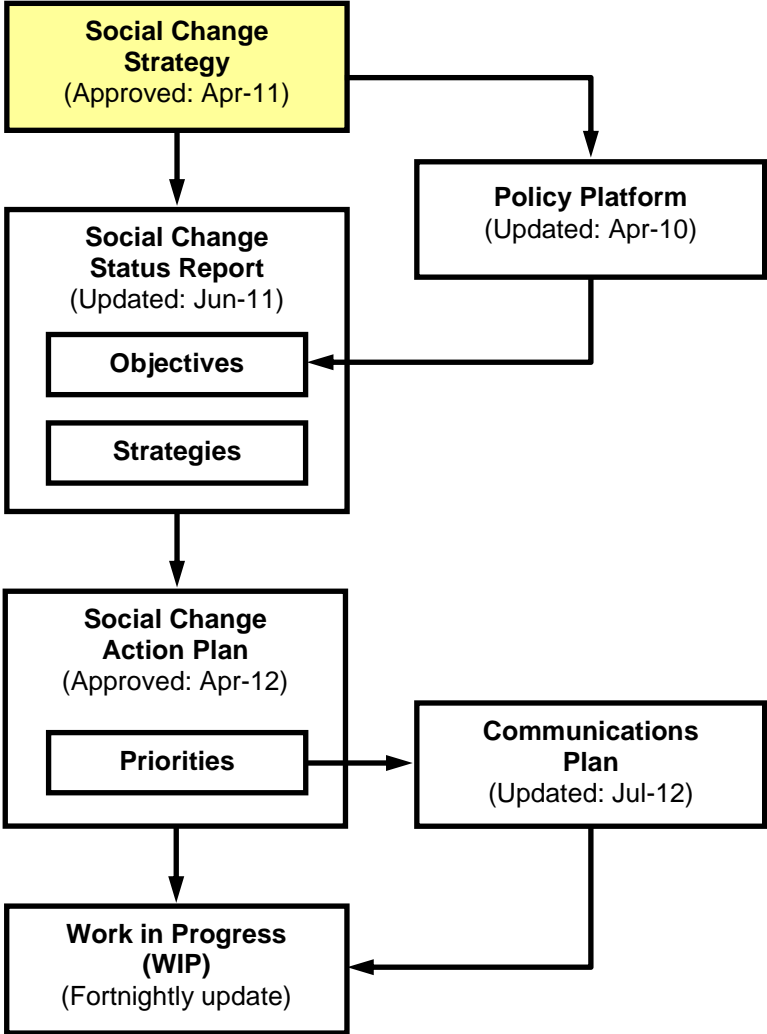 Social Change
Strategy
(Approved: Apr-11)
Policy Platform
(Updated: Apr-10)
Social Change
Status Report
(Updated: Jun-11)
Objectives
Strategies
Social Change
Action Plan
(Approved: Apr-12)
Priorities
Communications
Plan
(Updated: Jul-12)
Work in Progress
(WIP)
(Fortnightly update)